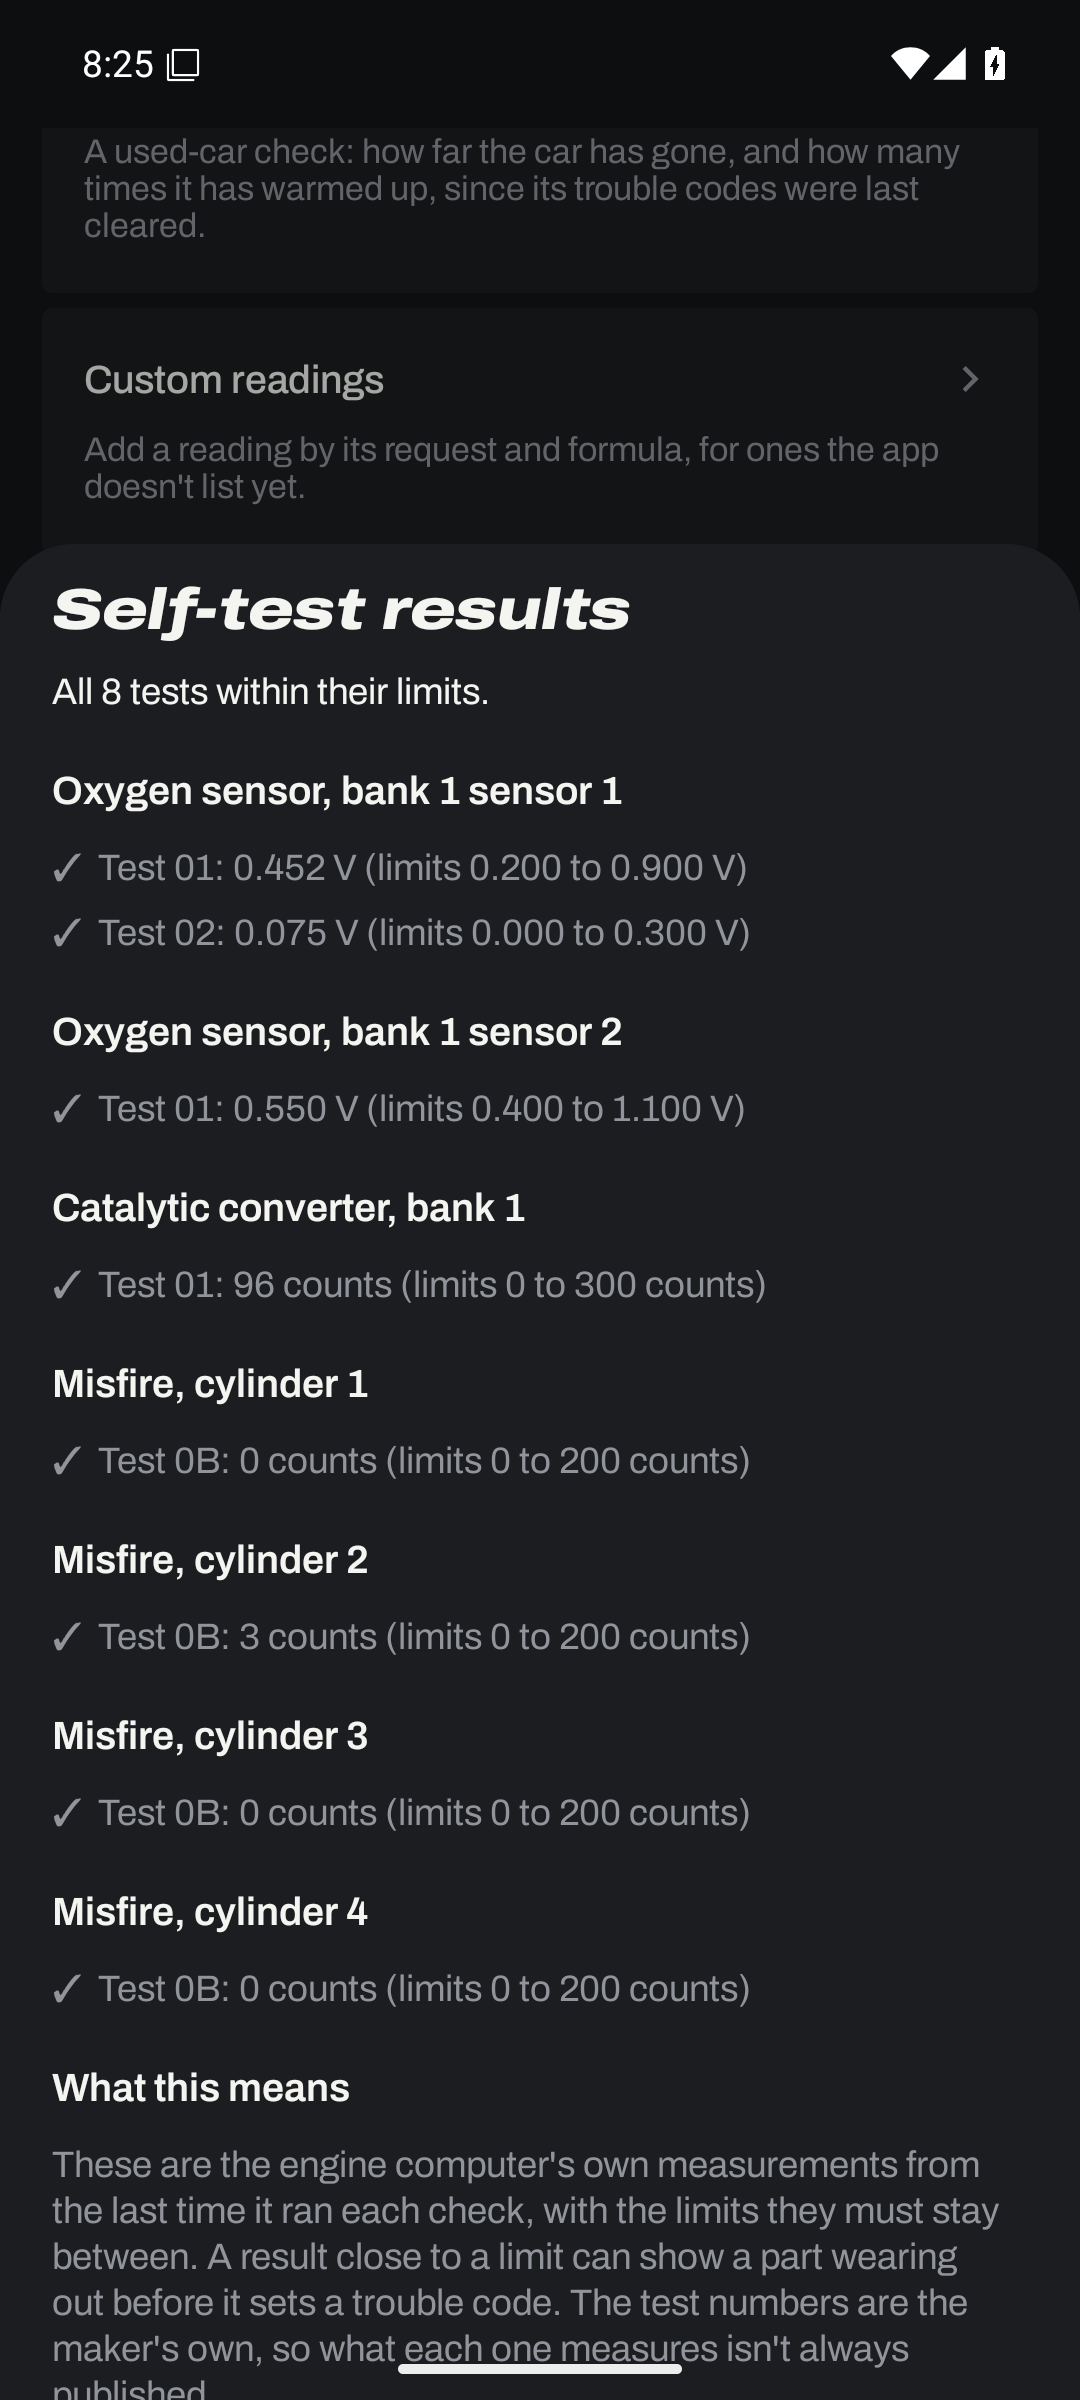 8:25
A used-car check: how far the car has gone, and how many
times it has warmed up, since its trouble codes were last
cleared.
Custom readings
Add a reading by its request and formula, for ones the app
doesn't list yet.
Self-test results
All 8 tests within their limits.
Oxygen sensor, bank 1 sensor 1
✓ Test 01: 0.452 V (limits 0.200 to 0.900 V)
✓ Test 02: 0.075 V (limits 0.000 to 0.300 V)
Oxygen sensor, bank 1 sensor 2
✓ Test 01: 0.550 V (limits 0.400 to 1.100 V)
Catalytic converter, bank 1
✓ Test 01: 96 counts (limits 0 to 300 counts)
Misfire, cylinder 1
✓ Test 0B: 0 counts (limits 0 to 200 counts)
Misfire, cylinder 2
✓ Test 0B: 3 counts (limits 0 to 200 counts)
Misfire, cylinder 3
✓ Test 0B: 0 counts (limits 0 to 200 counts)
Misfire, cylinder 4
✓ Test 0B: 0 counts (limits 0 to 200 counts)
What this means
These are the engine computer's own measurements from
the last time it ran each check, with the limits they must stay
between. A result close to a limit can show a part wearing
out before it sets a trouble code. The test numbers are the
maker's own, so what each one measures isn't always
published.